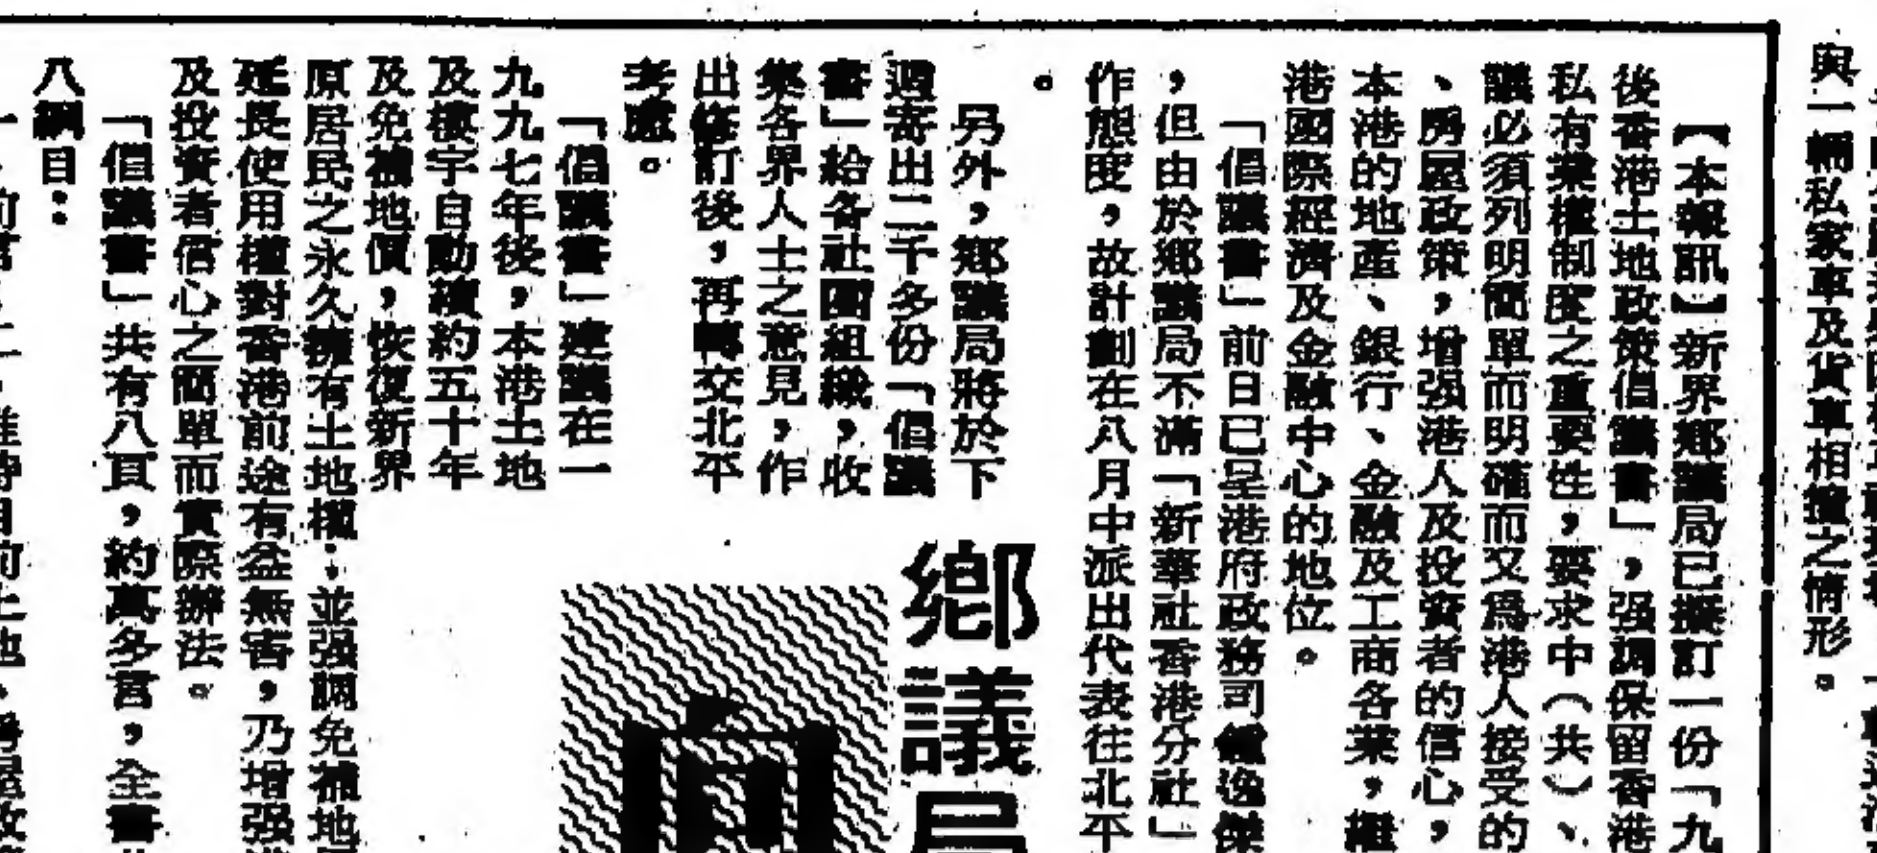 與一輛私家車及貨車相撞之情形。
【本報訊】新界鄉議局已擬訂一份「九
後香港土地政策倡議書」，强調保留香港
私有業權制度之重要性，要求中（共）、
議必須列明簡單而明確而又爲港人接受的
、房屋政策，增强港人及投資者的信心，
本港的地產、銀行、金融及工商各業，繼
港國際經濟及金融中心的地位。
「倡議書」前日已呈港府政務司鍾逸傑
，但由於鄉議局不滿「新華社香港分社」
作態度，故計劃在八月中派出代表往北平
。
另外，鄉議局將於下
週寄出二千多份「倡議
書」給各社團組織，收
集各界人士之意見，作
出修訂後，再轉交北平
考慮。
「倡議書」建議在一
九九七年後，本港土地
及樓宇自動續約五十年
及免補地價，恢復新界
原居民之永久擁有土地權；並强調免補地
延長使用權對香港前途有益無害，乃增强
及投資者信心之簡單而實際辦法。
「倡議書」共有八頁，約萬多言，全書
八綱目：
鄉議局
向